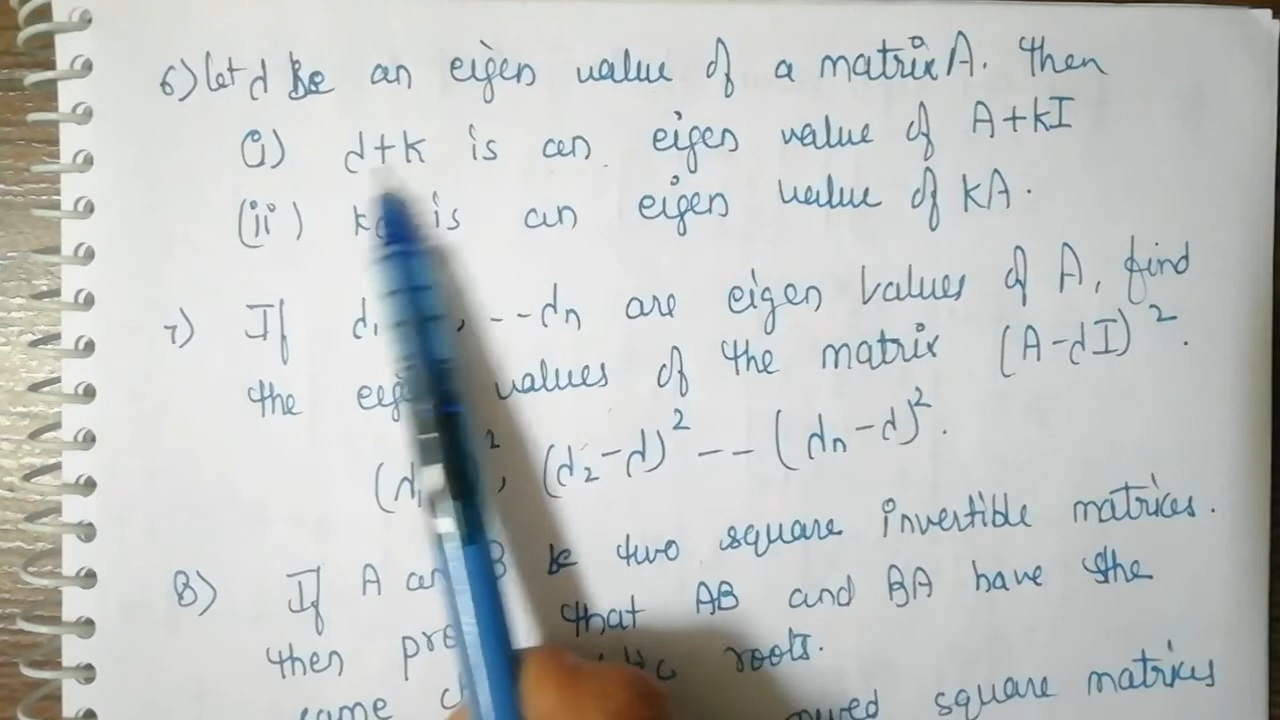 6) Let d Be an eigen value of a matrix A. Then
(i) d+k is an eigen value of A+kI
(ii) is an eigen value of kA.
7) If d, , -- dn are eigen values of A, find
the values of the matrix (A-dI)².
(d₁ ², (d₂-d)² -- (dn-d)².
8) If A B be two square invertible matrices.
then that AB and BA have the
same roots.
square matrices